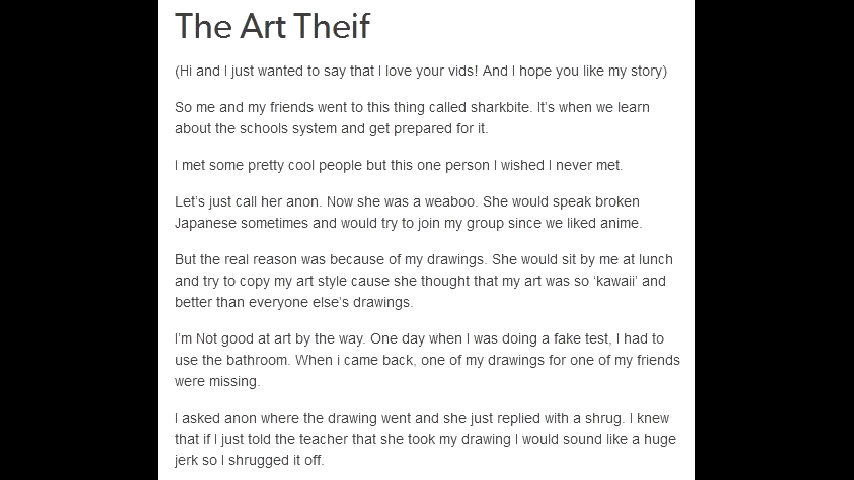 The Art Theif
(Hi and I just wanted to say that I love your vids! And I hope you like my story)
So me and my friends went to this thing called sharkbite. It's when we learn
about the schools system and get prepared for it.
I met some pretty cool people but this one person I wished I never met.
Let's just call her anon. Now she was a weaboo. She would speak broken
Japanese sometimes and would try to join my group since we liked anime.
But the real reason was because of my drawings. She would sit by me at lunch
and try to copy my art style cause she thought that my art was so 'kawaii' and
better than everyone else's drawings.
I'm Not good at art by the way. One day when I was doing a fake test, I had to
use the bathroom. When i came back, one of my drawings for one of my friends
were missing.
I asked anon where the drawing went and she just replied with a shrug. I knew
that if I just told the teacher that she took my drawing I would sound like a huge
jerk so I shrugged it off.